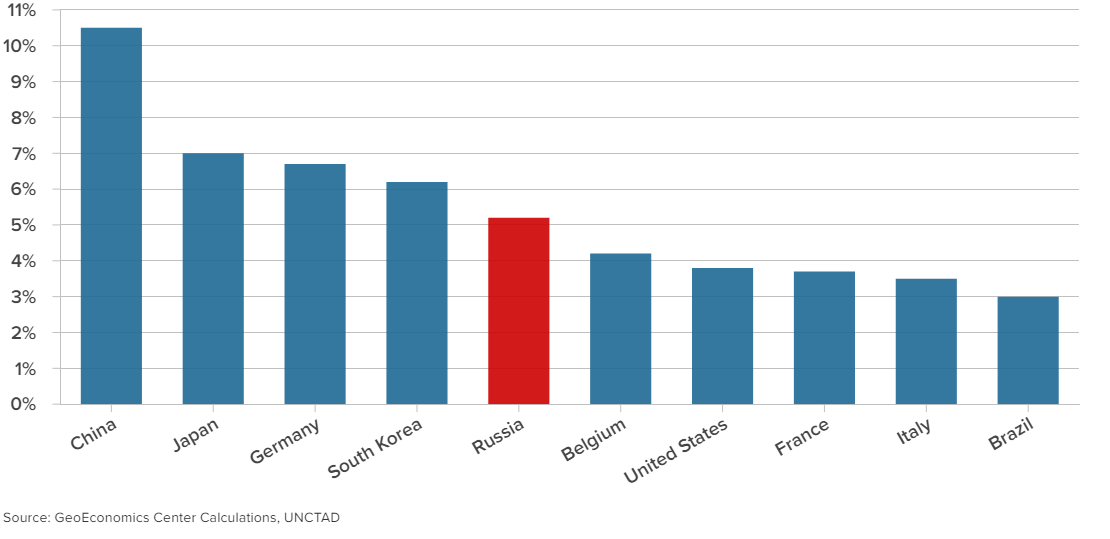 11%
10%
9%
8%
7%
6%
5%
4%
3%
2%
1%
0%
China
Japan
Germany
South Korea
Russia
Belgium
United States
France
Italy
Brazil
Source: GeoEconomics Center Calculations, UNCTAD